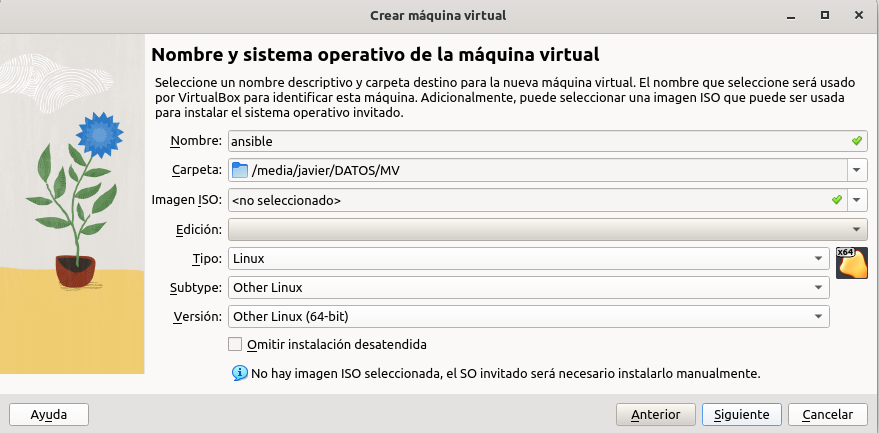 Crear máquina virtual
Nombre y sistema operativo de la máquina virtual
Seleccione un nombre descriptivo y carpeta destino para la nueva máquina virtual. El nombre que seleccione será usado
por VirtualBox para identificar esta máquina. Adicionalmente, puede seleccionar una imagen ISO que puede ser usada
para instalar el sistema operativo invitado.
Nombre: ansible
Carpeta: /media/javier/DATOS/MV
Imagen ISO: <no seleccionado>
Edición:
Tipo: Linux
x64
Subtype: Other Linux
Versión: Other Linux (64-bit)
Omitir instalación desatendida
No hay imagen ISO seleccionada, el SO invitado será necesario instalarlo manualmente.
Ayuda Anterior Siguiente Cancelar